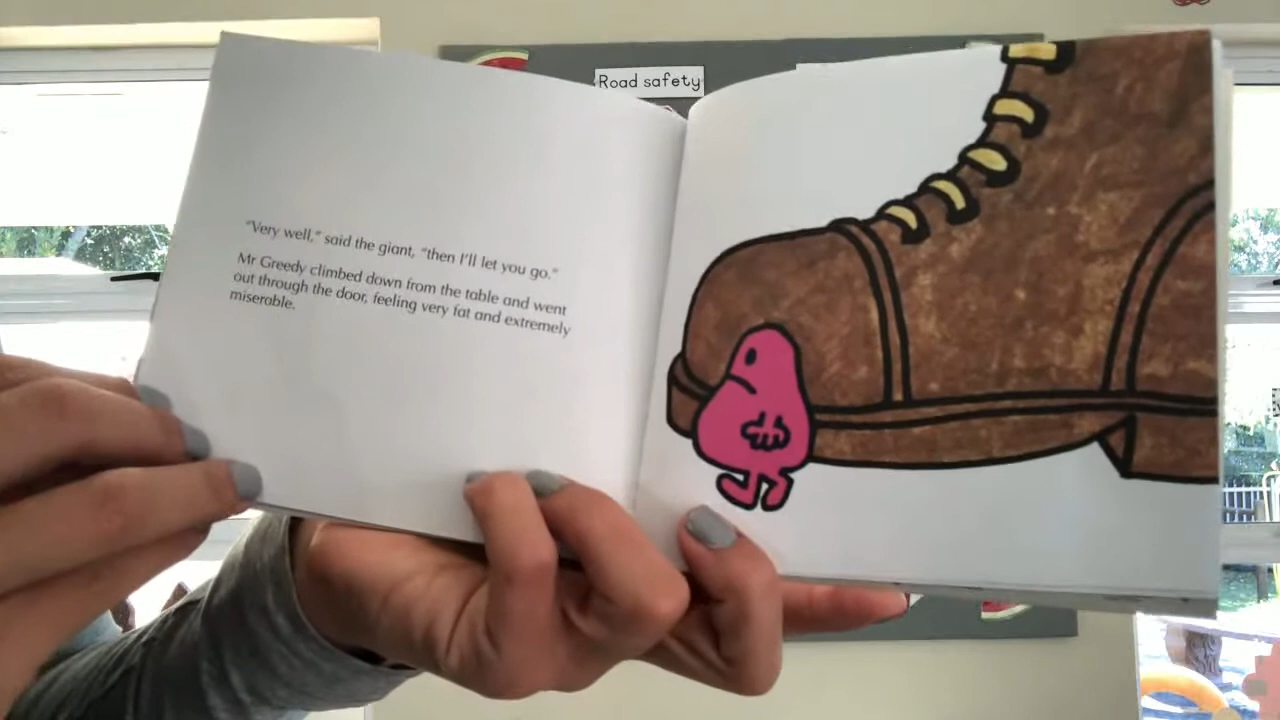 Road safety
"Very well," said the giant, "then I'll let you go."
Mr Greedy climbed down from the table and went
out through the door, feeling very fat and extremely
miserable.